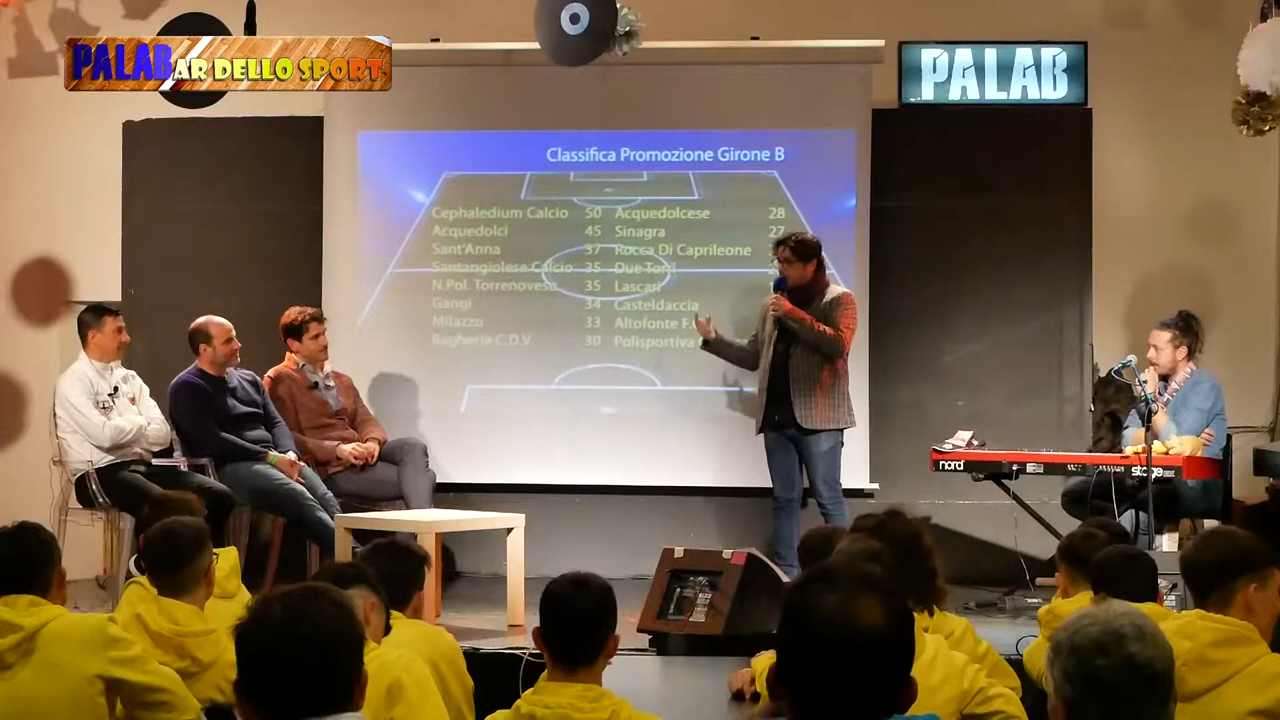 PALABAR DELLO SPORT
PALAB
Classifica Promozione Girone B
Cephaledium Calcio 50 Acquedolcese 28
Acquedolci 45 Sinagra 27
Sant'Anna 37 Rocca Di Caprileone
Santangiolese Calcio 35 Due Torri
N.Pol. Torrenovese 35 Lascari
Gangi 34 Casteldaccia
Milazzo 33 Altofonte F.
Bagheria C.D.V. 30 Polisportiva
nord stage